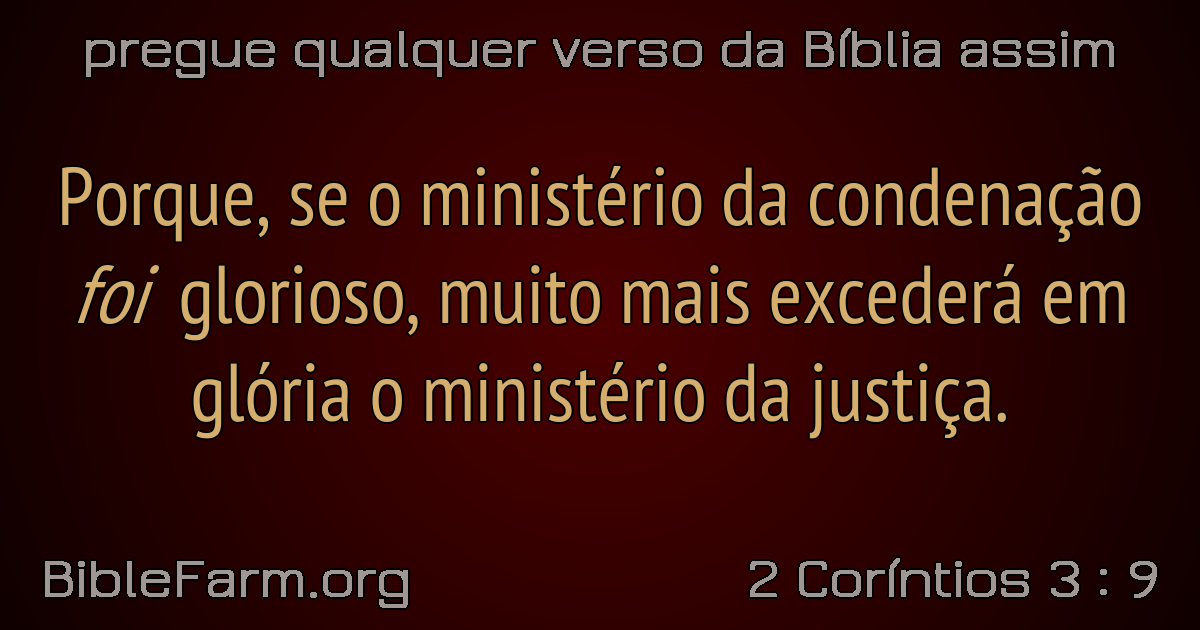 pregue qualquer verso da Bíblia assim
Porque, se o ministério da condenação
foi glorioso, muito mais excederá em
glória o ministério da justiça.
BibleFarm.org
2 Coríntios 3 : 9